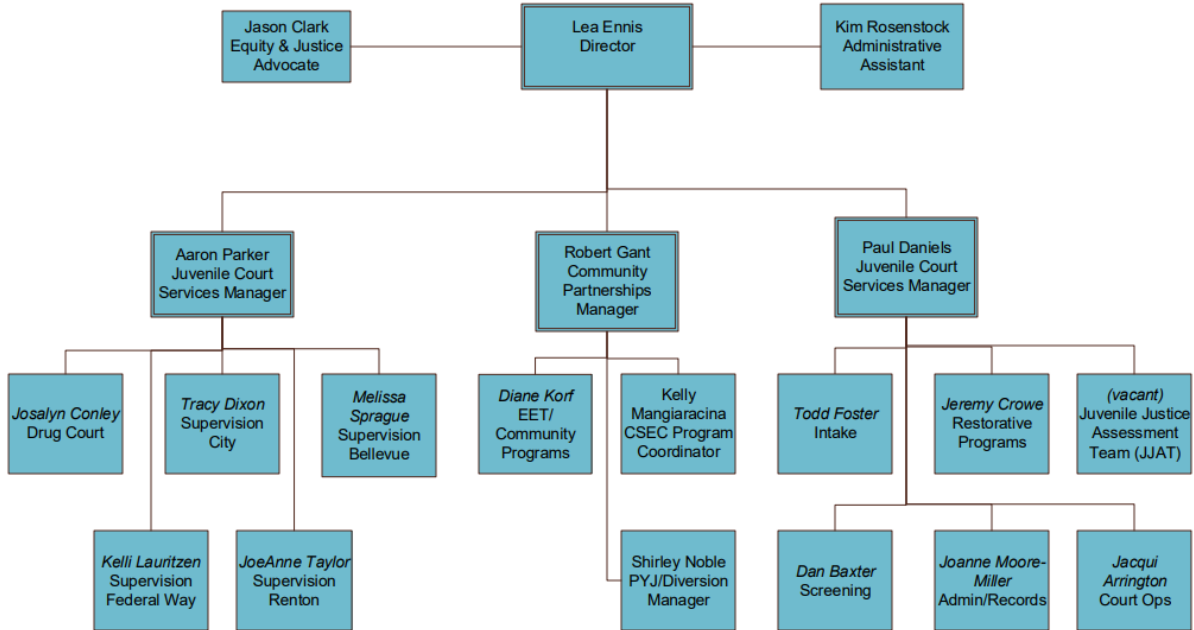 Jason Clark
Equity & Justice
Advocate
Lea Ennis
Director
Kim Rosenstock
Administrative
Assistant
Aaron Parker
Juvenile Court
Services Manager
Robert Gant
Community
Partnerships
Manager
Paul Daniels
Juvenile Court
Services Manager
Josalyn Conley
Drug Court
Tracy Dixon
Supervision
City
Melissa
Sprague
Supervision
Bellevue
Diane Korf
EET/
Community
Programs
Kelly
Mangiaracina
CSEC Program
Coordinator
Todd Foster
Intake
Jeremy Crowe
Restorative
Programs
(vacant)
Juvenile Justice
Assessment
Team (JJAT)
Kelli Lauritzen
Supervision
Federal Way
JoeAnne Taylor
Supervision
Renton
Shirley Noble
PYJ/Diversion
Manager
Dan Baxter
Screening
Joanne Moore-
Miller
Admin/Records
Jacqui
Arrington
Court Ops